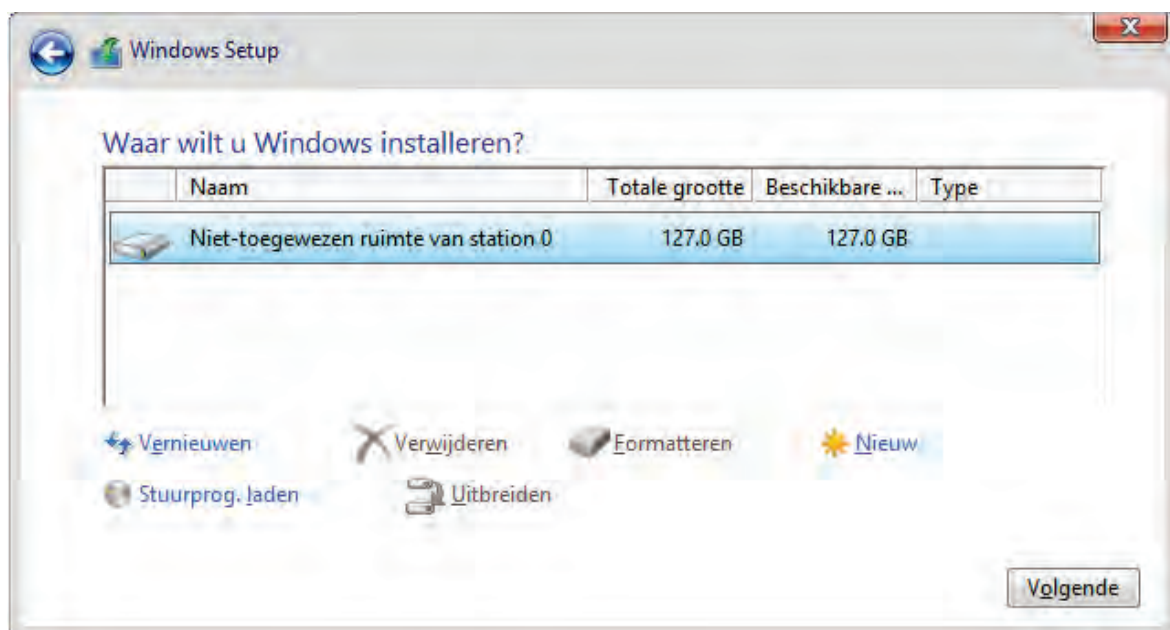 Windows Setup
Waar wilt u Windows installeren?
Naam Totale grootte Beschikbare ... Type
Niet-toegewezen ruimte van station 0 127.0 GB 127.0 GB
Vernieuwen Verwijderen Formatteren Nieuw
Stuurprog. laden Uitbreiden
Volgende